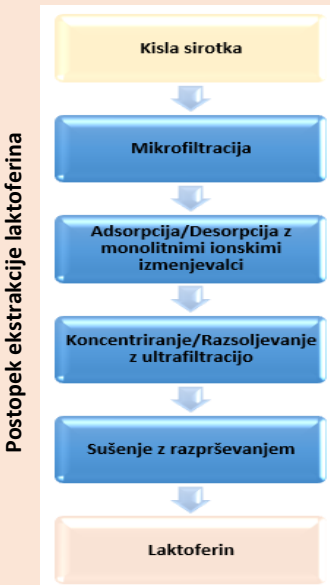 Postopek ekstrakcije laktoferina
Kisla sirotka
Mikrofiltracija
Adsorpcija/Desorpcija z
monolitnimi ionskimi
izmenjevalci
Koncentriranje/Razsoljevanje
z ultrafiltracijo
Sušenje z razprševanjem
Laktoferin